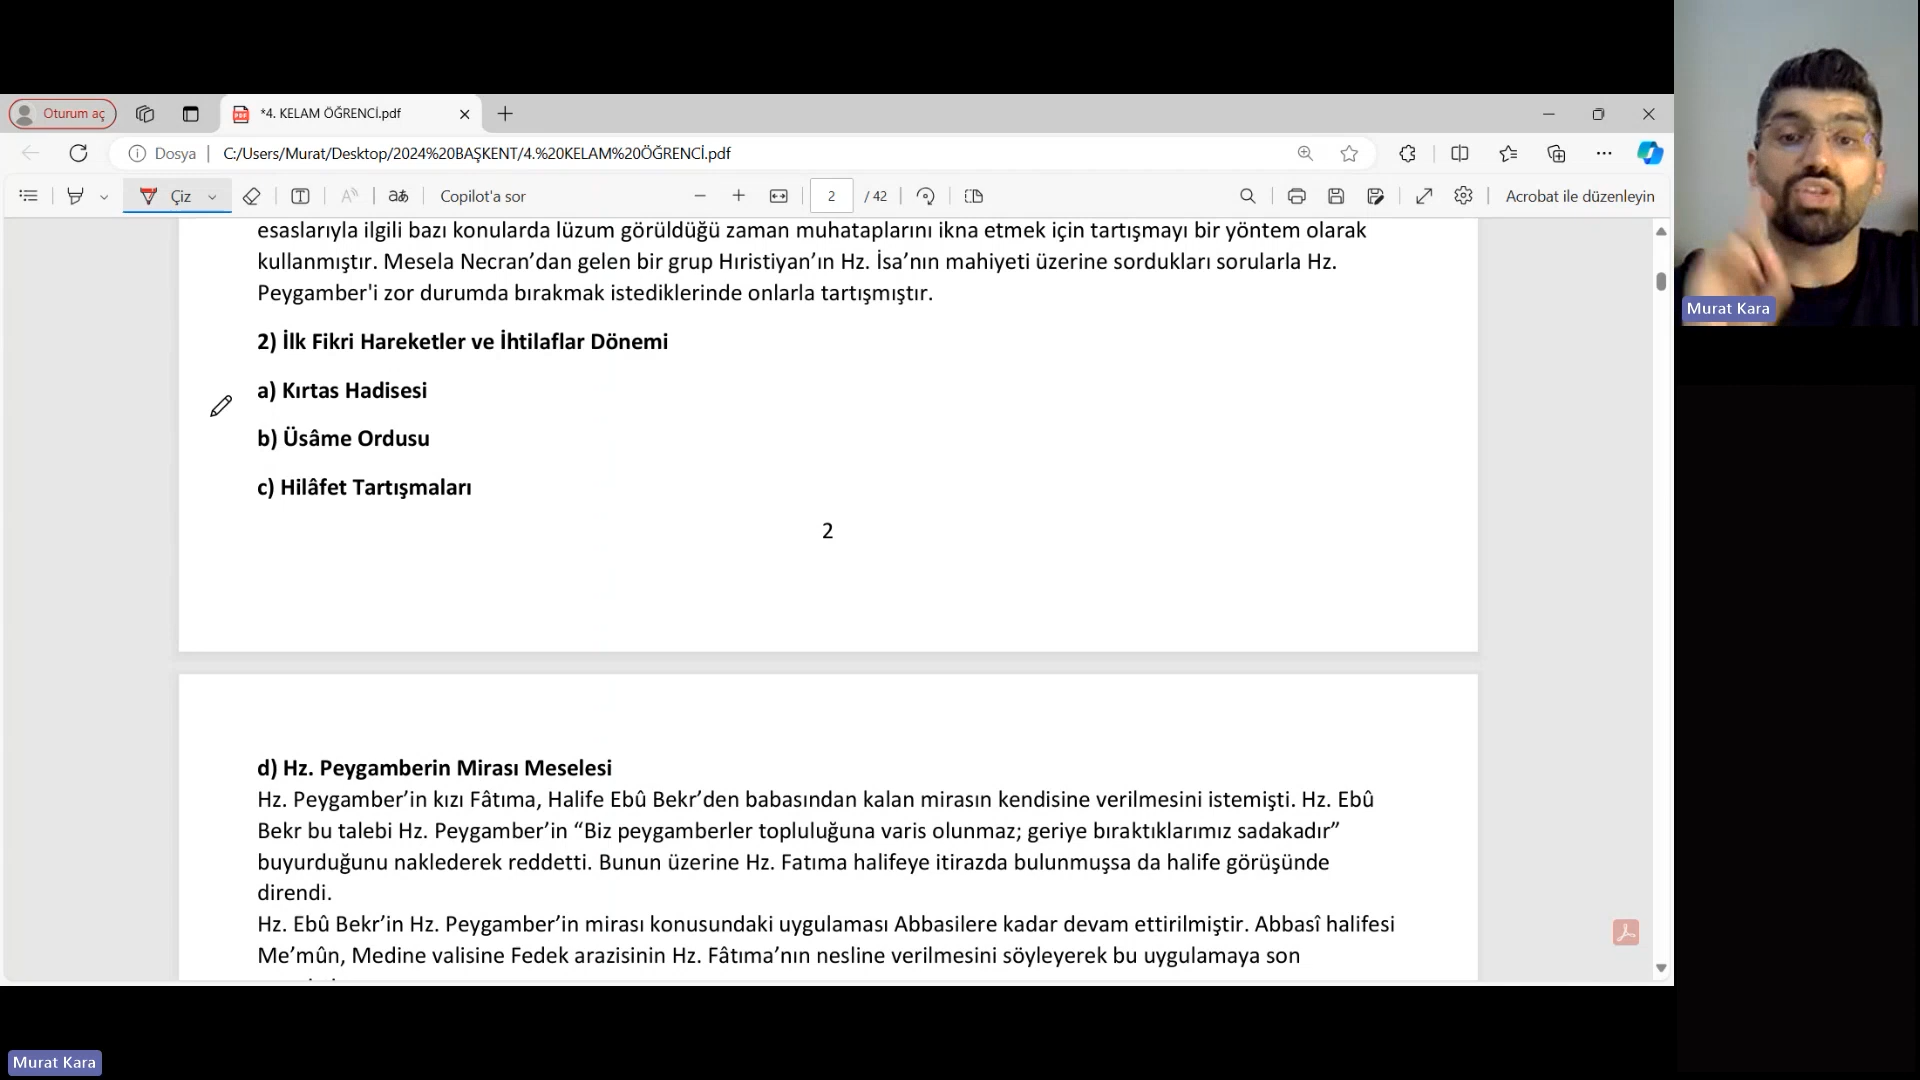 Oturum aç
*4. KELAM ÖĞRENCİ.pdf
Dosya
C:/Users/Murat/Desktop/2024%20BAŞKENT/4.%20KELAM%20ÖĞRENCİ.pdf
Çiz
aあ
Copilot'a sor
2 / 42
Acrobat ile düzenleyin
esaslarıyla ilgili bazı konularda lüzum görüldüğü zaman muhataplarını ikna etmek için tartışmayı bir yöntem olarak
kullanmıştır. Mesela Necran’dan gelen bir grup Hıristiyan’ın Hz. İsa’nın mahiyeti üzerine sordukları sorularla Hz.
Peygamber'i zor durumda bırakmak istediklerinde onlarla tartışmıştır.
2) İlk Fikri Hareketler ve İhtilaflar Dönemi
a) Kırtas Hadisesi
b) Üsâme Ordusu
c) Hilâfet Tartışmaları
2
d) Hz. Peygamberin Mirası Meselesi
Hz. Peygamber’in kızı Fâtıma, Halife Ebû Bekr’den babasından kalan mirasın kendisine verilmesini istemişti. Hz. Ebû
Bekr bu talebi Hz. Peygamber’in “Biz peygamberler topluluğuna varis olunmaz; geriye bıraktıklarımız sadakadır”
buyurduğunu naklederek reddetti. Bunun üzerine Hz. Fatıma halifeye itirazda bulunmuşsa da halife görüşünde
direndi.
Hz. Ebû Bekr’in Hz. Peygamber’in mirası konusundaki uygulaması Abbasilere kadar devam ettirilmiştir. Abbasî halifesi
Me’mûn, Medine valisine Fedek arazisinin Hz. Fâtıma’nın nesline verilmesini söyleyerek bu uygulamaya son
Murat Kara
Murat Kara